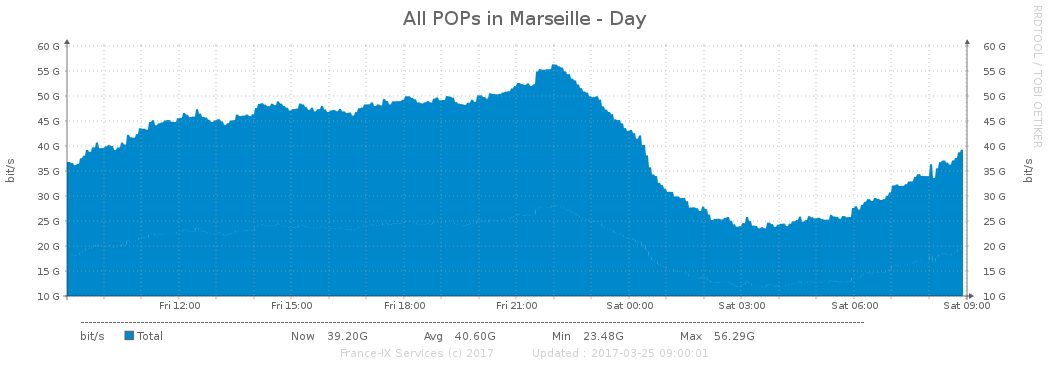 All POPs in Marseille - Day
RRDTOOL / TOBI OETIKER
60 G 60 G
55 G 55 G
50 G 50 G
45 G 45 G
40 G 40 G
35 G 35 G
30 G 30 G
25 G 25 G
20 G 20 G
15 G 15 G
10 G 10 G
bit/s
bit/s
Fri 12:00 Fri 15:00 Fri 18:00 Fri 21:00 Sat 00:00 Sat 03:00 Sat 06:00 Sat 09:00
bit/s Total Now 39.20G Avg 40.60G Min 23.48G Max 56.29G
France-IX Services (c) 2017 Updated : 2017-03-25 09:00:01